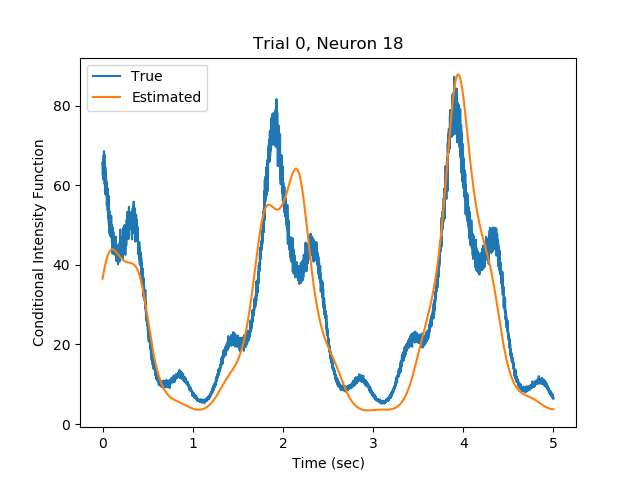 Trial 0, Neuron 18
True
Estimated
Conditional Intensity Function
80
60
40
20
0
0 1 2 3 4 5
Time (sec)